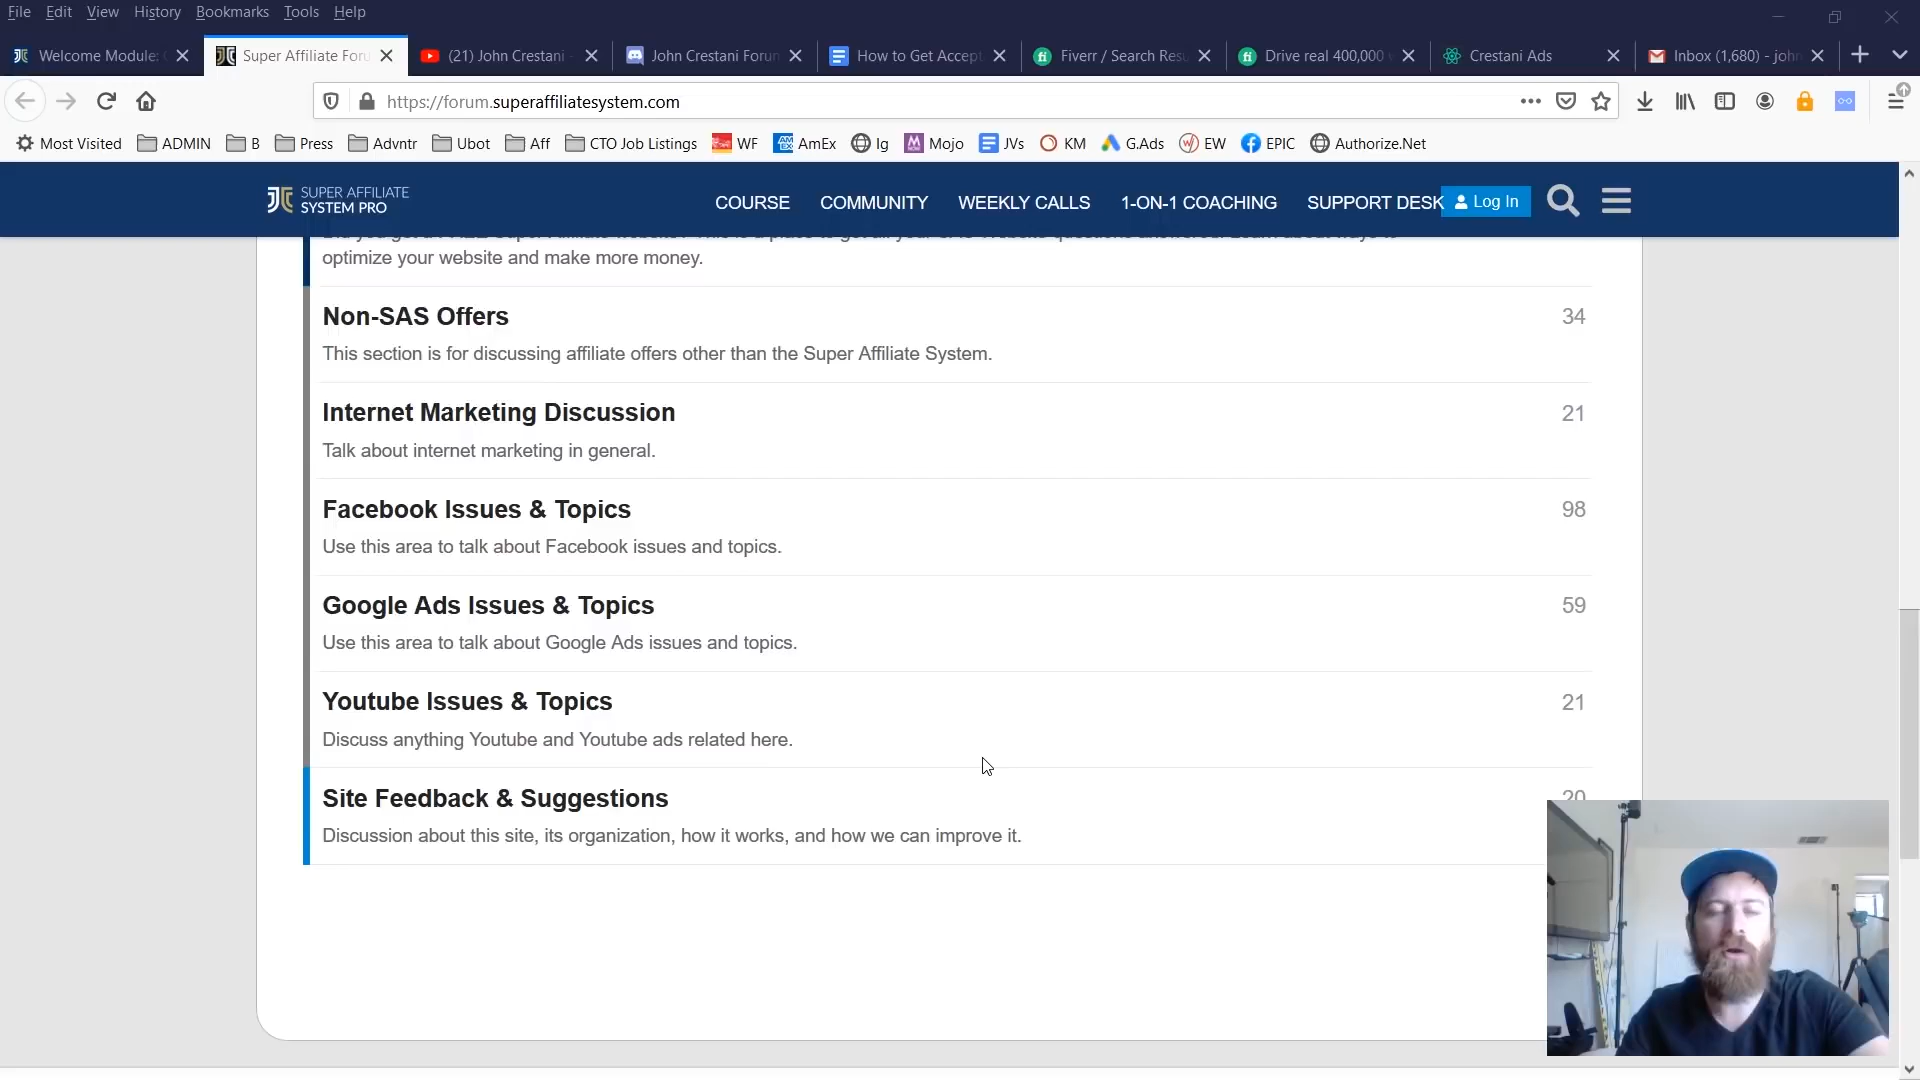 File Edit View History Bookmarks Tools Help
Welcome Module: Super Affiliate Foru (21) John Crestani - John Crestani Forun How to Get Accept Fiverr / Search Resu Drive real 400,000 Crestani Ads Inbox (1,680) - john
https://forum.superaffiliatesystem.com
Most Visited ADMIN B Press Advntr Ubot Aff CTO Job Listings WF AmEx Ig Mojo JVs KM G.Ads EW EPIC Authorize.Net
SUPER AFFILIATE
SYSTEM PRO
COURSE COMMUNITY WEEKLY CALLS 1-ON-1 COACHING SUPPORT DESK Log In
optimize your website and make more money.
Non-SAS Offers 34
This section is for discussing affiliate offers other than the Super Affiliate System.
Internet Marketing Discussion 21
Talk about internet marketing in general.
Facebook Issues & Topics 98
Use this area to talk about Facebook issues and topics.
Google Ads Issues & Topics 59
Use this area to talk about Google Ads issues and topics.
Youtube Issues & Topics 21
Discuss anything Youtube and Youtube ads related here.
Site Feedback & Suggestions 20
Discussion about this site, its organization, how it works, and how we can improve it.